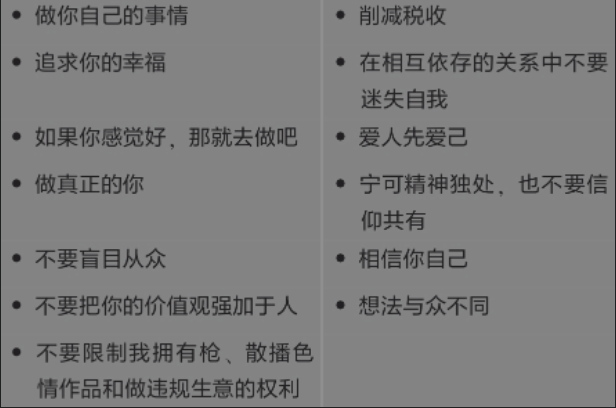 • 做你自己的事情
• 追求你的幸福
• 如果你感觉好，那就去做吧
• 做真正的你
• 不要盲目从众
• 不要把你的价值观强加于人
• 不要限制我拥有枪、散播色
情作品和做违规生意的权利
• 削减税收
• 在相互依存的关系中不要
迷失自我
• 爱人先爱己
• 宁可精神独处，也不要信
仰共有
• 相信你自己
• 想法与众不同